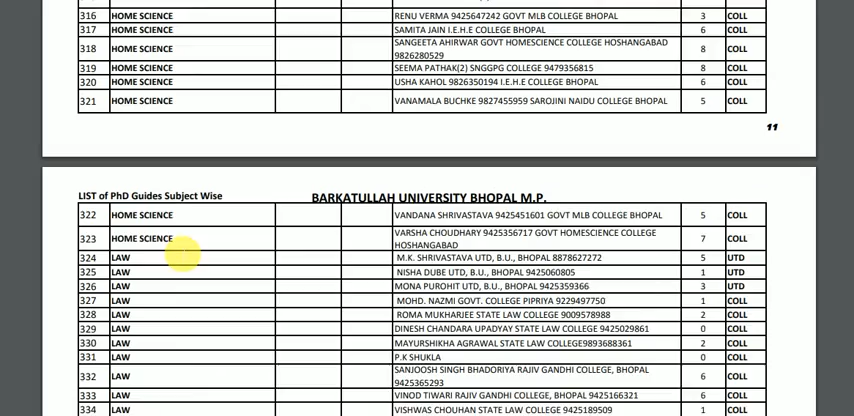 316 HOME SCIENCE RENU VERMA 9425647242 GOVT MLB COLLEGE BHOPAL 3 COLL
317 HOME SCIENCE SAMITA JAIN I.E.H.E COLLEGE BHOPAL 6 COLL
318 HOME SCIENCE SANGEETA AHIRWAR GOVT HOMESCIENCE COLLEGE HOSHANGABAD 8 COLL
9826280529
319 HOME SCIENCE SEEMA PATHAK(2) SNGGPG COLLEGE 9479356815 8 COLL
320 HOME SCIENCE USHA KAHOL 9826350194 I.E.H.E COLLEGE BHOPAL 6 COLL
321 HOME SCIENCE VANAMALA BUCHKE 9827455959 SAROJINI NAIDU COLLEGE BHOPAL 5 COLL
11
LIST of PhD Guides Subject Wise BARKATULLAH UNIVERSITY BHOPAL M.P.
322 HOME SCIENCE VANDANA SHRIVASTAVA 9425451601 GOVT MLB COLLEGE BHOPAL 5 COLL
323 HOME SCIENCE VARSHA CHOUDHARY 9425356717 GOVT HOMESCIENCE COLLEGE 7 COLL
HOSHANGABAD
324 LAW M.K. SHRIVASTAVA UTD, B.U., BHOPAL 8878627272 5 UTD
325 LAW NISHA DUBE UTD, B.U., BHOPAL 9425060805 1 UTD
326 LAW MONA PUROHIT UTD, B.U., BHOPAL 9425359366 3 UTD
327 LAW MOHD. NAZMI GOVT. COLLEGE PIPRIYA 9229497750 1 COLL
328 LAW ROMA MUKHARJEE STATE LAW COLLEGE 9009578988 2 COLL
329 LAW DINESH CHANDARA UPADYAY STATE LAW COLLEGE 9425029861 0 COLL
330 LAW MAYURSHIKHA AGRAWAL STATE LAW COLLEGE9893688361 2 COLL
331 LAW P.K SHUKLA 0 COLL
332 LAW SANJOOSH SINGH BHADORIYA RAJIV GANDHI COLLEGE, BHOPAL 6 COLL
9425365293
333 LAW VINOD TIWARI RAJIV GANDHI COLLEGE, BHOPAL 9425166321 6 COLL
334 LAW VISHWAS CHOUHAN STATE LAW COLLEGE 9425189509 1 COLL